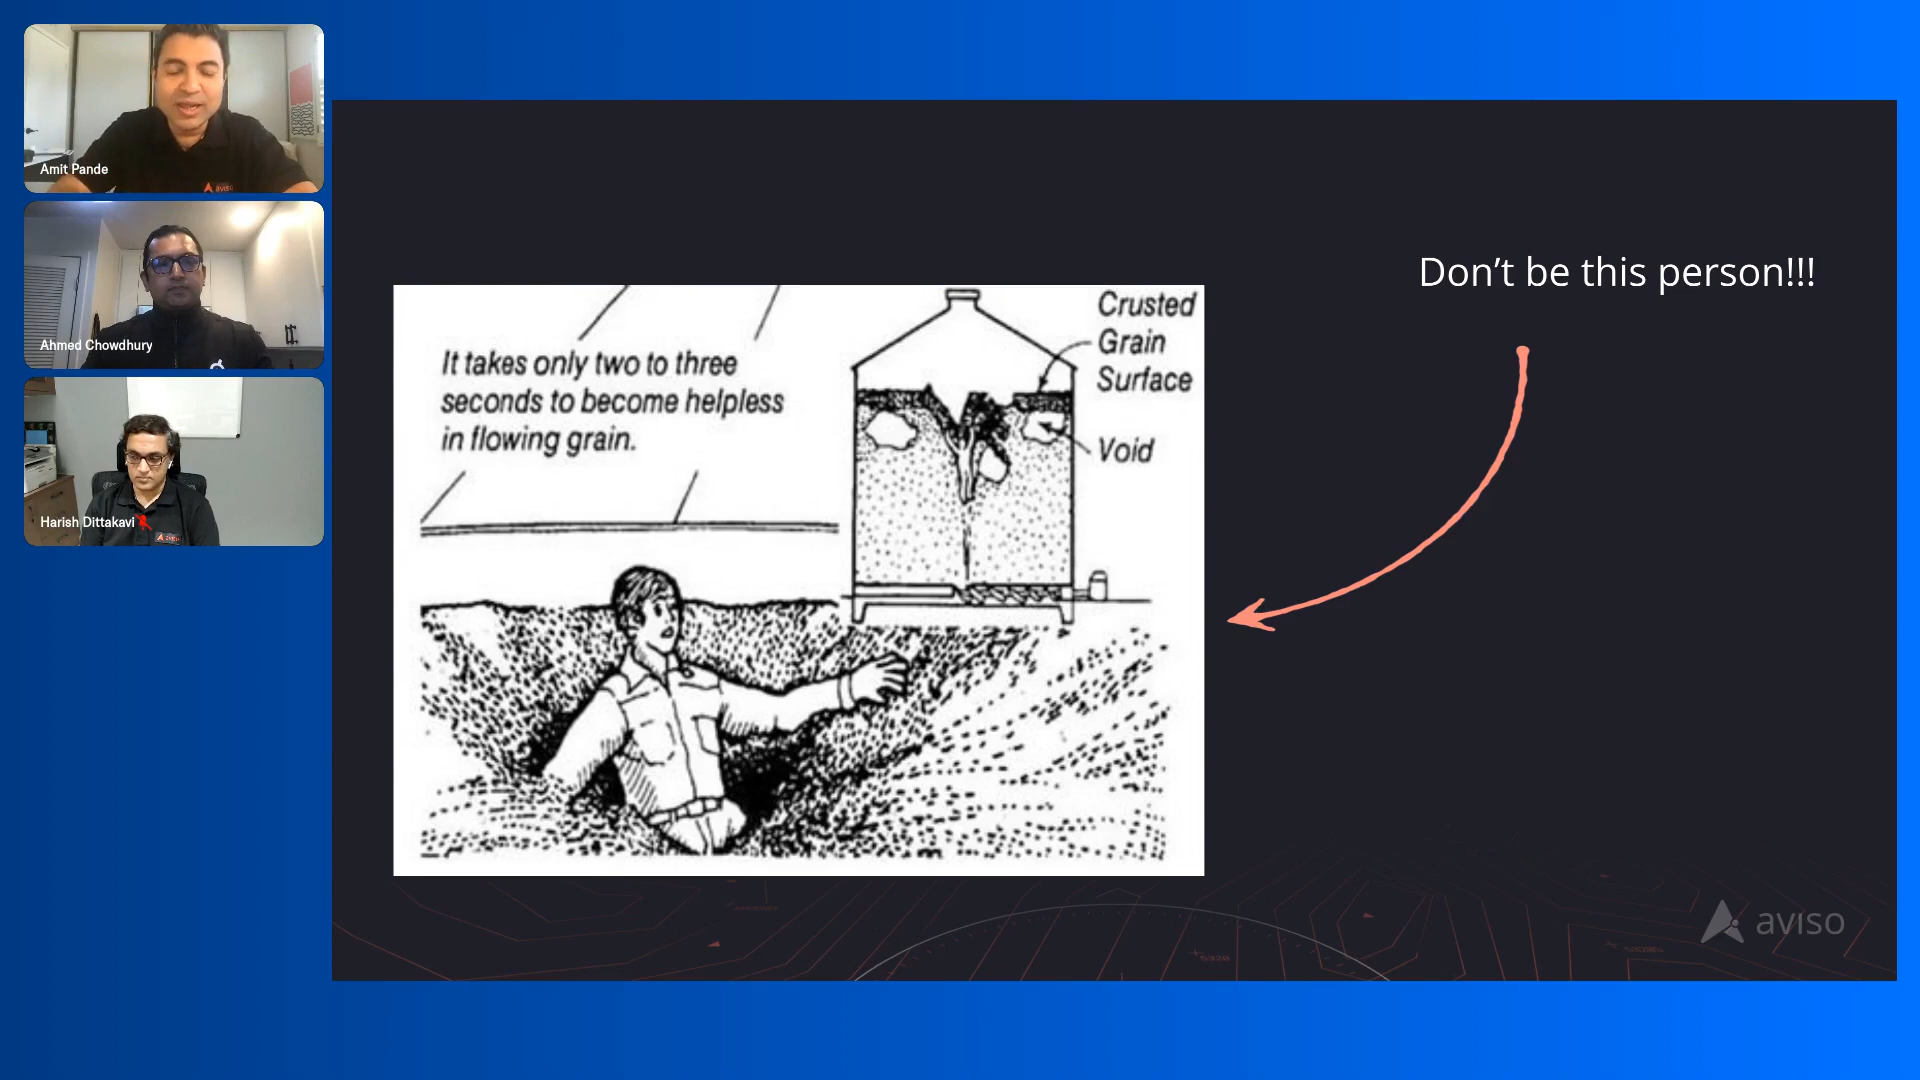 Amit Pande
aviso
Ahmed Chowdhury
Harish Dittakavi
Don't be this person!!!
It takes only two to three
seconds to become helpless
in flowing grain.
Crusted
Grain
Surface
Void
aviso